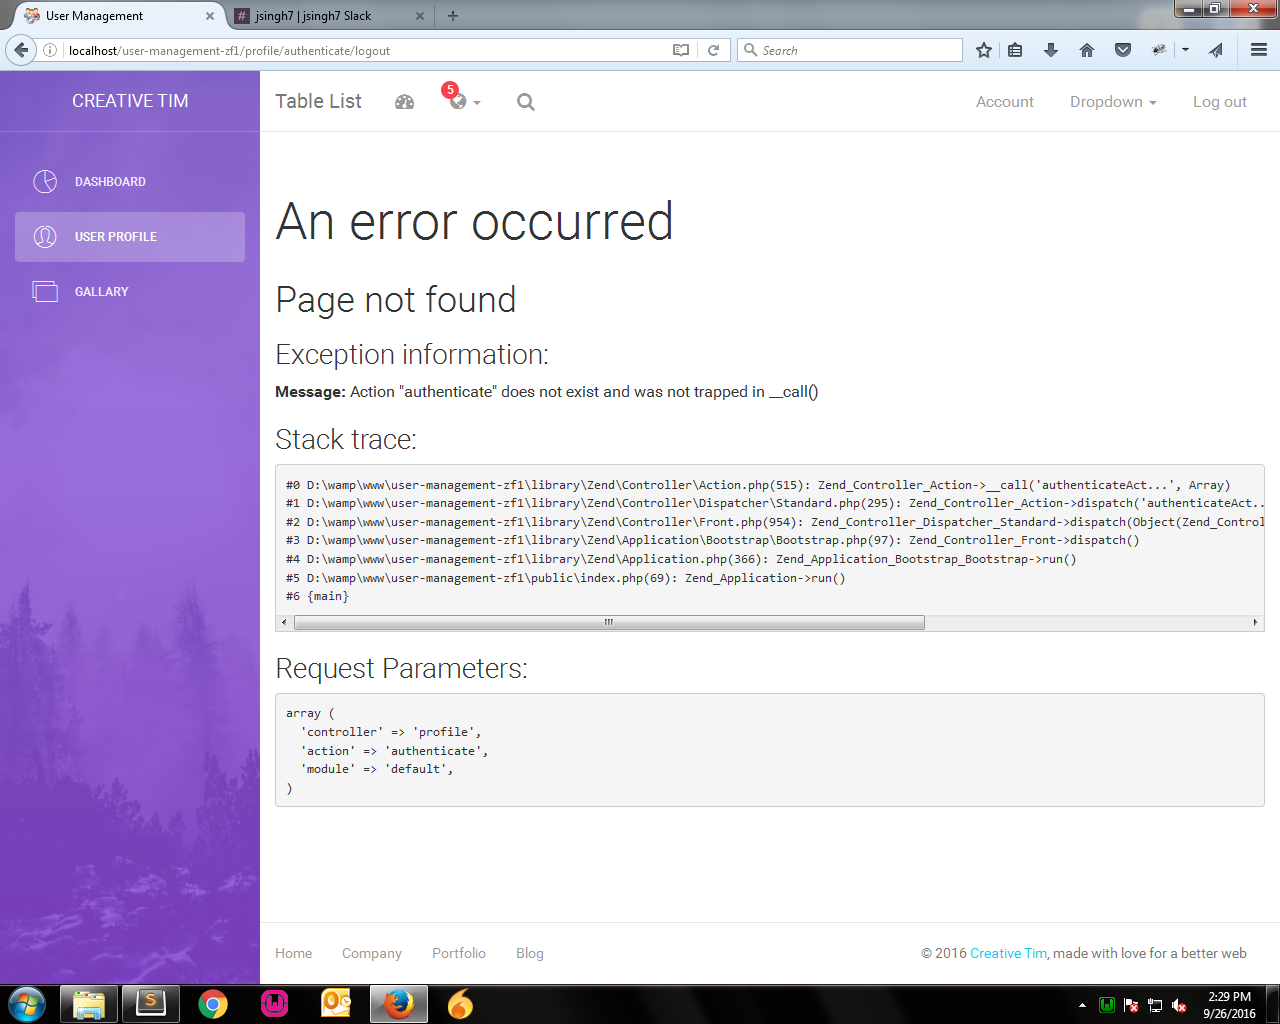 User Management
jsingh7 | jsingh7 Slack
localhost/user-management-zf1/profile/authenticate/logout
Search
CREATIVE TIM
Table List
5
Account
Dropdown
Log out
DASHBOARD
USER PROFILE
GALLARY
An error occurred
Page not found
Exception information:
Message: Action "authenticate" does not exist and was not trapped in __call()
Stack trace:
#0 D:\wamp\www\user-management-zf1\library\Zend\Controller\Action.php(515): Zend_Controller_Action->__call('authenticateAct...', Array)
#1 D:\wamp\www\user-management-zf1\library\Zend\Controller\Dispatcher\Standard.php(295): Zend_Controller_Action->dispatch('authenticateAct..
#2 D:\wamp\www\user-management-zf1\library\Zend\Controller\Front.php(954): Zend_Controller_Dispatcher_Standard->dispatch(Object(Zend_Control
#3 D:\wamp\www\user-management-zf1\library\Zend\Application\Bootstrap\Bootstrap.php(97): Zend_Controller_Front->dispatch()
#4 D:\wamp\www\user-management-zf1\library\Zend\Application.php(366): Zend_Application_Bootstrap_Bootstrap->run()
#5 D:\wamp\www\user-management-zf1\public\index.php(69): Zend_Application->run()
#6 {main}
Request Parameters:
array (
'controller' => 'profile',
'action' => 'authenticate',
'module' => 'default',
)
Home
Company
Portfolio
Blog
© 2016 Creative Tim, made with love for a better web
2:29 PM
9/26/2016